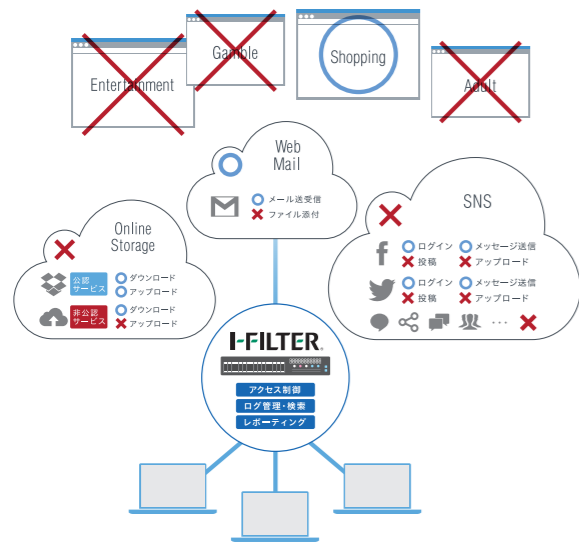 Entertainment
Gamble
Shopping
Adult
Web
Mail
メール送受信
ファイル添付
Online
Storage
公認
サービス
ダウンロード
アップロード
非公認
サービス
ダウンロード
アップロード
SNS
ログイン
メッセージ送信
投稿
アップロード
ログイン
メッセージ送信
投稿
アップロード
…
I-FILTER®
アクセス制御
ログ管理・検索
レポーティング